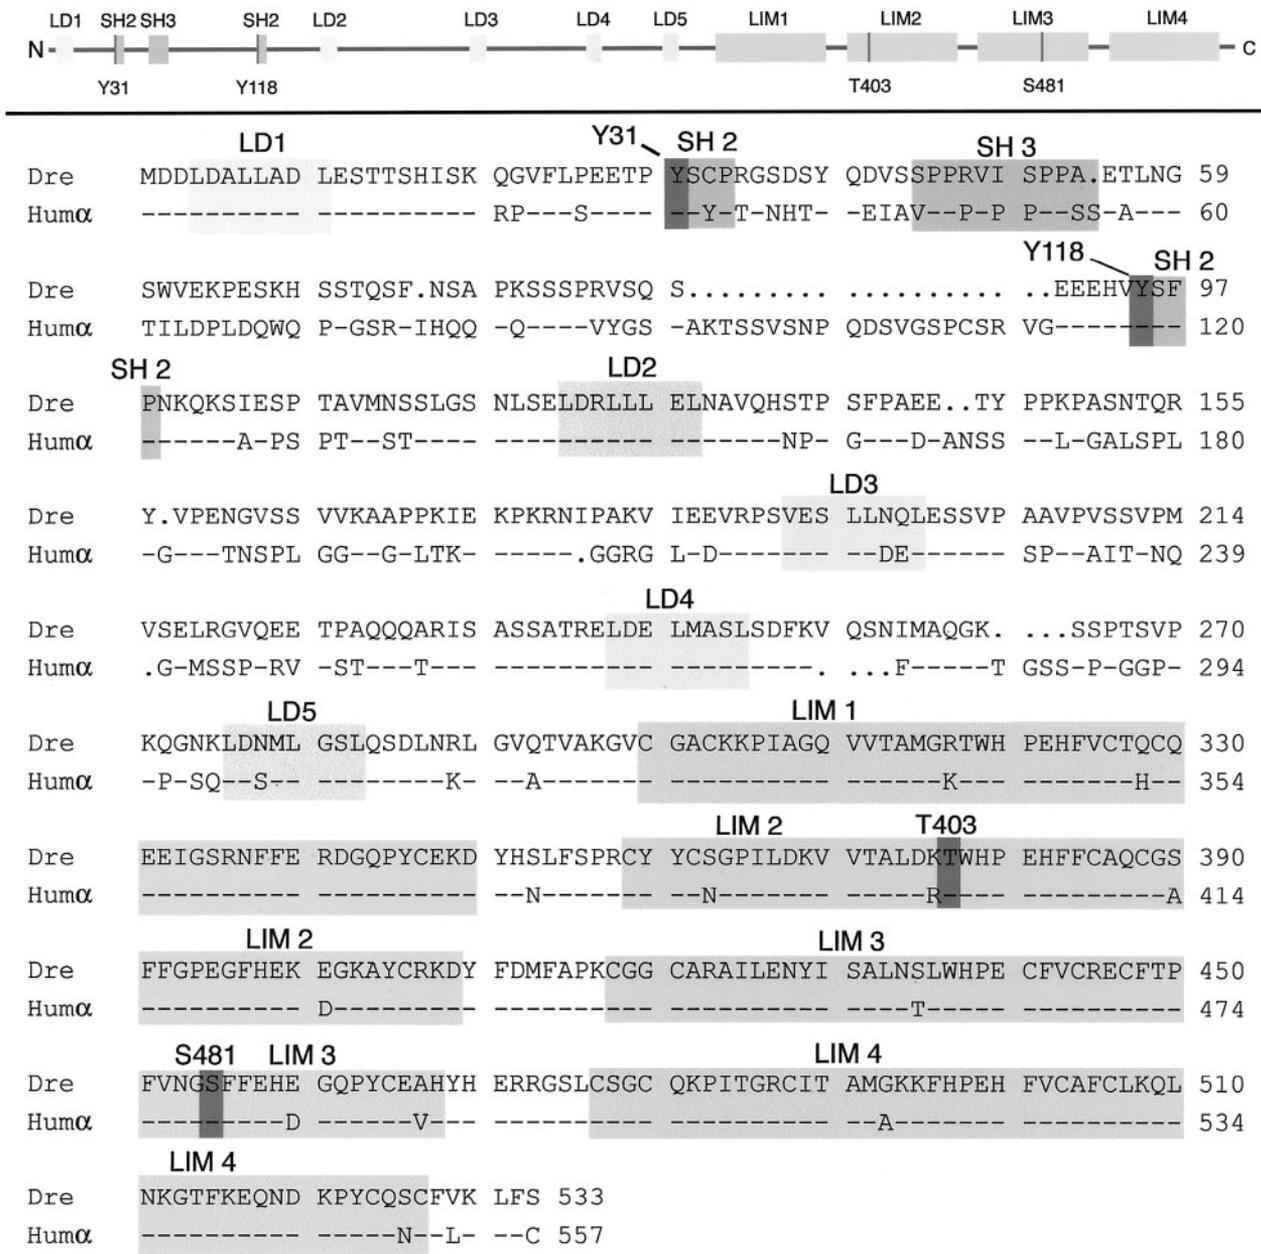 LD1 SH2 SH3 SH2 LD2 LD3 LD4 LD5 LIM1 LIM2 LIM3 LIM4
N C
Y31 Y118 T403 S481
LD1 Y31 SH 2 SH 3
Dre MDDLDALLAD LESTTSHISK QGVFLPEETP YSCPRGSDSY QDVSSPPRVI SPPA.ETLNG 59
Humα ---------- ---------- RP---S---- --Y-T-NHT- -EIAV--P-P P--SS-A--- 60
Y118 SH 2
Dre SWVEKPESKH SSTQSF.NSA PKSSSPRVSQ S......... .......... ..EEEHVYSF 97
Humα TILDPLDQWQ P-GSR-IHQQ -Q----VYGS -AKTSSVSNP QDSVGSPCSR VG-------- 120
SH 2 LD2
Dre PNKQKSIESP TAVMNSSLGS NLSELDRLLL ELNAVQHSTP SFPAEE..TY PPKPASNTQR 155
Humα ------A-PS PT--ST---- ---------- -------NP- G---D-ANSS --L-GALSPL 180
LD3
Dre Y.VPENGVSS VVKAAPPKIE KPKRNIPAKV IEEVRPSVES LLNQLESSVP AAVPVSSVPM 214
Humα -G---TNSPL GG--G-LTK- -----.GGRG L-D------- --DE------ SP--AIT-NQ 239
LD4
Dre VSELRGVQEE TPAQQQARIS ASSATRELDE LMASLSDFKV QSNIMAQGK. ...SSPTSVP 270
Humα .G-MSSP-RV -ST---T--- ---------- ---------. ...F-----T GSS-P-GGP- 294
LD5 LIM 1
Dre KQGNKLDNML GSLQSDLNRL GVQTVAKGVC GACKKPIAGQ VVTAMGRTWH PEHFVCTQCQ 330
Humα -P-SQ--S-- --------K- --A------- ---------- ------K--- -------H-- 354
LIM 2 T403
Dre EEIGSRNFFE RDGQPYCEKD YHSLFSPRCY YCSGPILDKV VTALDKTWHP EHFFCAQCGS 390
Humα ---------- ---------- --N------- --N------- -----R---- ---------A 414
LIM 2 LIM 3
Dre FFGPEGFHEK EGKAYCRKDY FDMFAPKCGG CARAILENYI SALNSLWHPE CFVCRECFTP 450
Humα ---------- D--------- ---------- ---------- ----T----- ---------- 474
S481 LIM 3 LIM 4
Dre FVNGSFFEHE GQPYCEAHYH ERRGSLCSGC QKPITGRCIT AMGKKFHPEH FVCAFCLKQL 510
Humα ---------D ------V--- ---------- ---------- --A------- ---------- 534
LIM 4
Dre NKGTFKEQND KPYCQSCFVK LFS 533
Humα ---------- -----N--L- --C 557